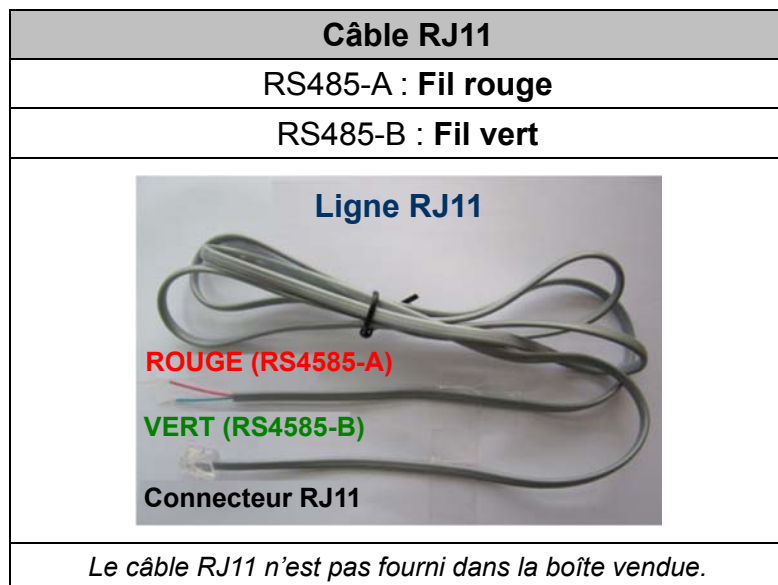 Câble RJ11
RS485-A : Fil rouge
RS485-B : Fil vert
Ligne RJ11
ROUGE (RS4585-A)
VERT (RS4585-B)
Connecteur RJ11
Le câble RJ11 n’est pas fourni dans la boîte vendue.